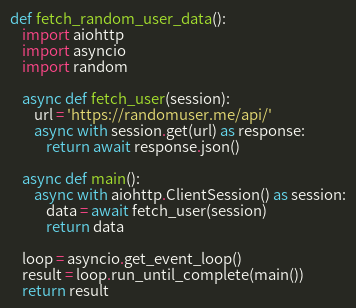 def fetch_random_user_data():
    import aiohttp
    import asyncio
    import random

    async def fetch_user(session):
        url = 'https://randomuser.me/api/'
        async with session.get(url) as response:
            return await response.json()

    async def main():
        async with aiohttp.ClientSession() as session:
            data = await fetch_user(session)
            return data

    loop = asyncio.get_event_loop()
    result = loop.run_until_complete(main())
    return result